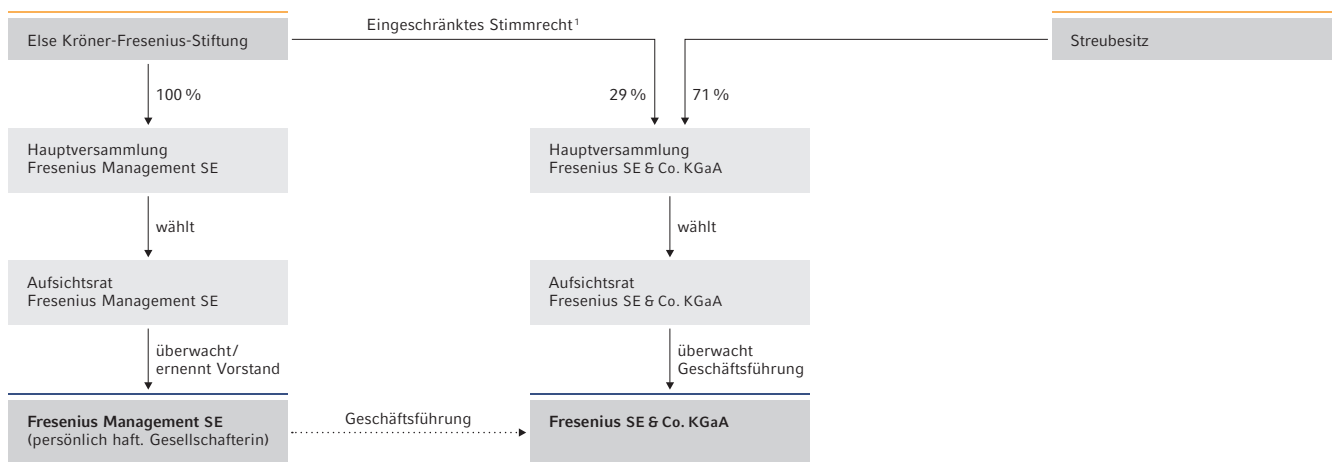 Else Kröner-Fresenius-Stiftung
Eingeschränktes Stimmrecht¹
Streubesitz
100 %
29 %
71 %
Hauptversammlung
Fresenius Management SE
Hauptversammlung
Fresenius SE & Co. KGaA
wählt
wählt
Aufsichtsrat
Fresenius Management SE
Aufsichtsrat
Fresenius SE & Co. KGaA
überwacht/
ernennt Vorstand
überwacht
Geschäftsführung
Fresenius Management SE
(persönlich haft. Gesellschafterin)
Geschäftsführung
Fresenius SE & Co. KGaA